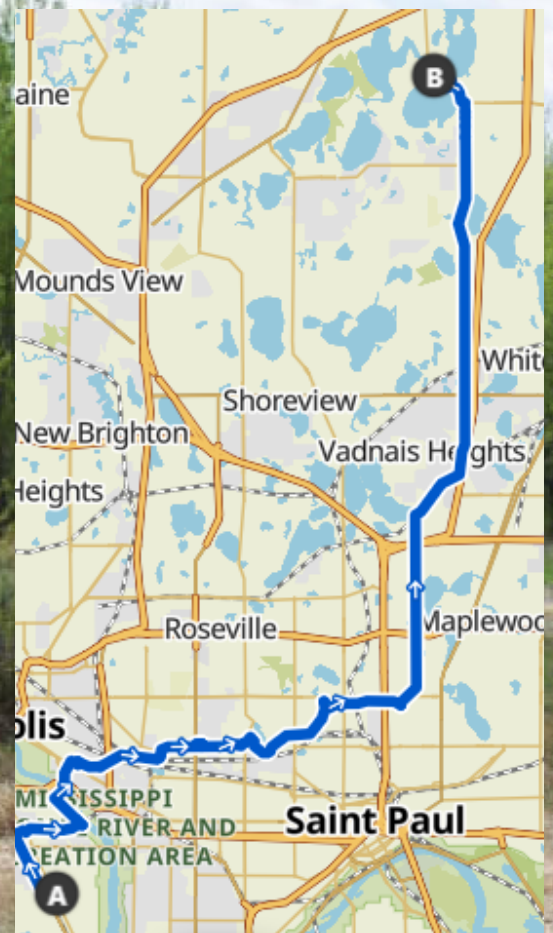 B
aine
Mounds View
White
Shoreview
New Brighton
Vadnais Heights
Heights
Roseville
Maplewoo
olis
MISSISSIPPI
RIVER AND
Saint Paul
REATION AREA
A